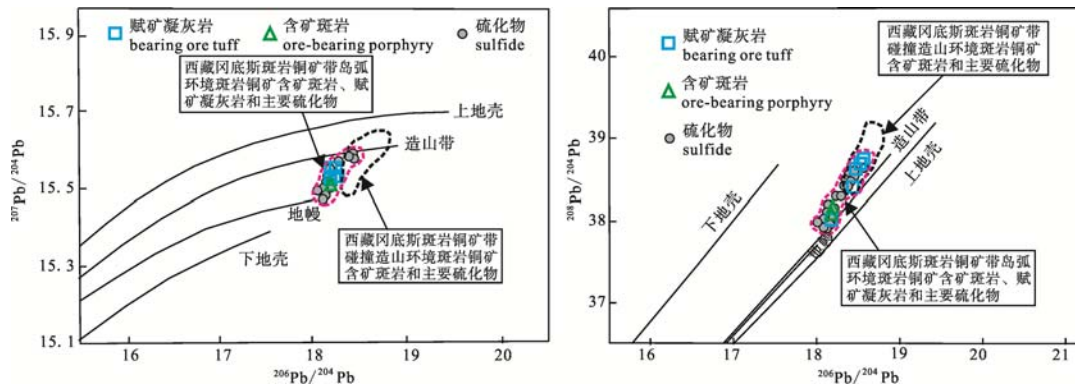 15.9
15.7
15.5
15.3
15.1
²⁰⁷Pb/²⁰⁴Pb
赋矿凝灰岩
bearing ore tuff
含矿斑岩
ore-bearing porphyry
硫化物
sulfide
西藏冈底斯斑岩铜矿带岛弧
环境斑岩铜矿含矿斑岩、赋
矿凝灰岩和主要硫化物
上地壳
造山带
地幔
下地壳
西藏冈底斯斑岩铜矿带
碰撞造山环境斑岩铜矿
含矿斑岩和主要硫化物
16
17
18
19
20
²⁰⁶Pb/²⁰⁴Pb
40
39
38
37
²⁰⁸Pb/²⁰⁴Pb
赋矿凝灰岩
bearing ore tuff
含矿斑岩
ore-bearing porphyry
硫化物
sulfide
西藏冈底斯斑岩铜矿带
碰撞造山环境斑岩铜矿
含矿斑岩和主要硫化物
下地壳
造山带
上地壳
地幔
西藏冈底斯斑岩铜矿带岛弧
环境斑岩铜矿含矿斑岩、赋
矿凝灰岩和主要硫化物
16
17
18
19
20
21
²⁰⁶Pb/²⁰⁴Pb